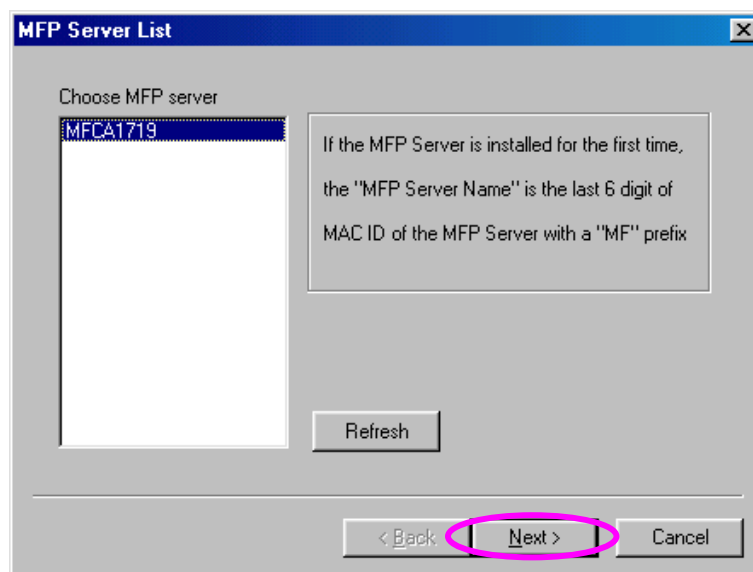 MFP Server List
Choose MFP server
MFCA1719
If the MFP Server is installed for the first time,
the "MFP Server Name" is the last 6 digit of
MAC ID of the MFP Server with a "MF" prefix
Refresh
< Back
Next >
Cancel